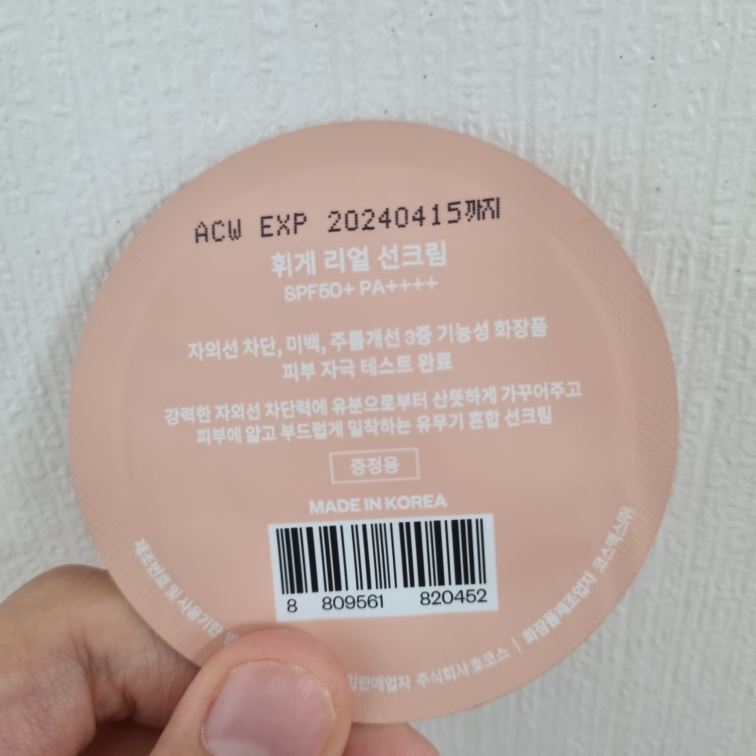 ACW EXP 20240415까지
휘게 리얼 선크림
SPF50+ PA++++
자외선 차단, 미백, 주름개선 3중 기능성 화장품
피부 자극 테스트 완료
강력한 자외선 차단력에 유분으로부터 산뜻하게 가꾸어주고
피부에 얇고 부드럽게 밀착하는 유무기 혼합 선크림
증정용
MADE IN KOREA
8 809561 820452
제조번호 및 사용기한 주식회사 호코스 | 화장품제조업자 코스맥스㈜